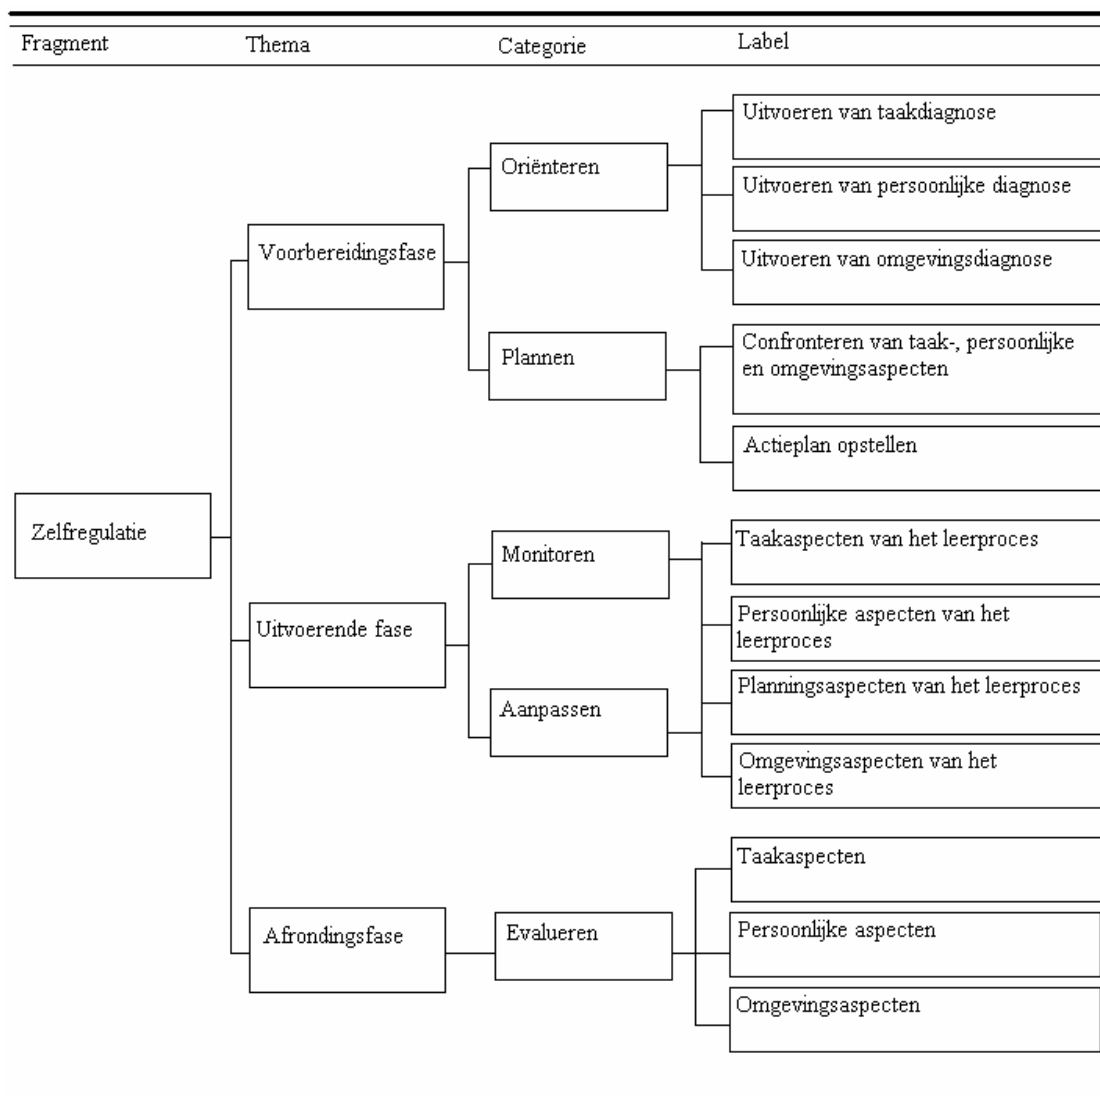 Fragment Thema Categorie Label
Uitvoeren van taakdiagnose
Oriënteren
Uitvoeren van persoonlijke diagnose
Voorbereidingsfase
Uitvoeren van omgevingsdiagnose
Plannen
Confronteren van taak-, persoonlijke
en omgevingsaspecten
Actieplan opstellen
Zelfregulatie
Monitoren
Taakaspecten van het leerproces
Uitvoerende fase
Persoonlijke aspecten van het
leerproces
Aanpassen
Planningsaspecten van het leerproces
Omgevingsaspecten van het
leerproces
Taakaspecten
Afrondingsfase
Evalueren
Persoonlijke aspecten
Omgevingsaspecten